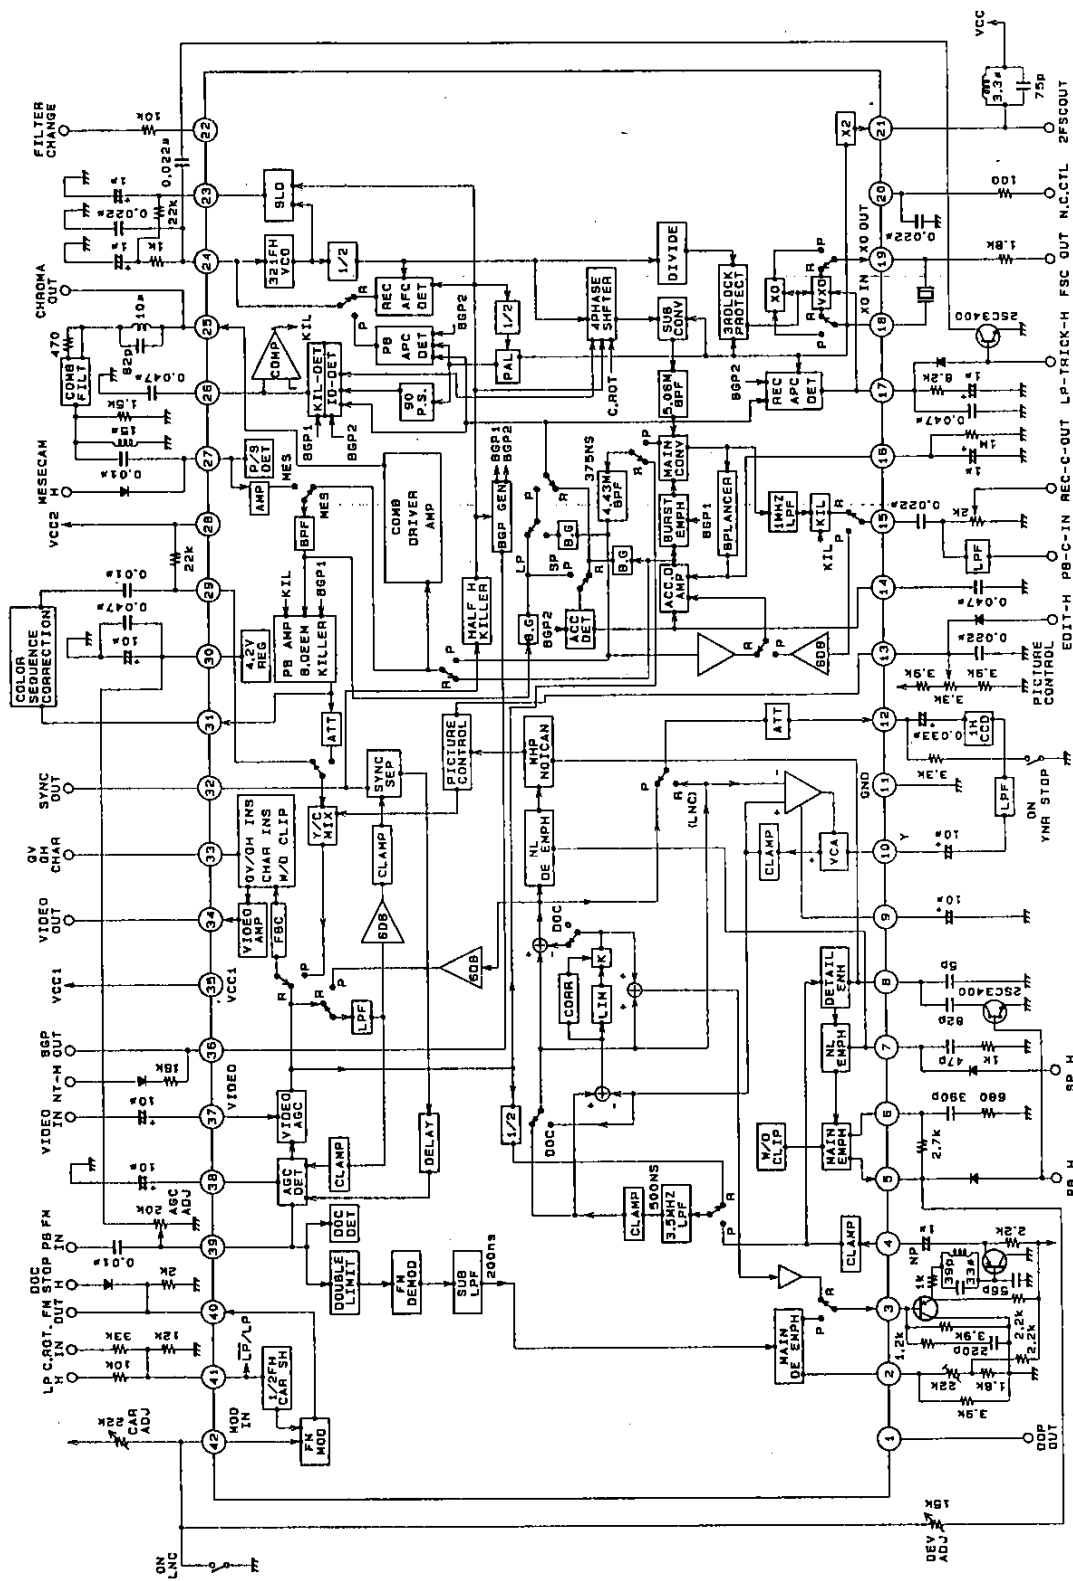 FILTER
CHANGE
10k
0.022μ
22
23
24
25
26
27
28
29
30
31
32
33
34
35
36
37
38
39
40
41
42
1μ
0.022μ
22k
1μ
1k
CHROMA
OUT
470
10μ
82p
COMB
FILT
0.047μ
1.5k
15μ
0.01μ
MESECAM
H
VCC2
22k
0.01μ
0.047μ
10μ
COLOR
SEQUENCE
CORRECTION
SYNC
OUT
QV
QH
CHAR
VIDEO
OUT
VCC1
BGP
OUT
NT-H
18k
VIDEO
IN
10μ
10μ
20k
AGC
ADJ
PB FM
IN
0.01μ
DOC
STOP
H
2k
FM
OUT
C.ROT.
IN
33k
12k
LP
H
10k
22k
CAR
ADJ
ON
LNC
SLD
321FH
VCO
1/2
REC
AFC
DET
R
P
PB
APC
DET
BGP2
1/2
PAL
COMP
KIL
KIL-DET
ID-DET
BGP1
BGP2
90
P.S.
P/S
DET
AMP
MES
MES
BPF
COMB
DRIVER
AMP
4.2V
REG
PB AMP
B.DEEM
KILLER
KIL
BGP1
ATT
Y/C
MIX
SYNC
SEP
CLAMP
6DB
PICTURE
CONTROL
HALF H
KILLER
BGP GEN
BGP1
BGP2
QV/QH INS
CHAR INS
W/D CLIP
VIDEO
AMP
FBC
VCC1
R
P
LPF
6DB
VIDEO
VIDEO
AGC
AGC
DET
CLAMP
DELAY
DOC
DET
DOUBLE
LIMIT
FM
DEMOD
SUB
LPF
200ns
LP/LP
1/2FH
CAR SH
MOD
IN
FM
MOD
4PHASE
SHFTER
C.ROT
DIVIDE
SUB
CONV
3RDLOCK
PROTECT
XO
VXO
P
R
R
P
XO IN
XO OUT
X2
5.06M
BPF
REC
APC
DET
BGP2
MAIN
CONV
375NS
4.43M
BPF
BURST
EMPH
BGP1
BPLANCER
1MHZ
LPF
KIL
KIL
B.G
B.G
B.G
LP
SP
ACC
DET
BGP2
ACC.D
AMP
6DB
ATT
MHP
NOICAN
NL
DE EMPH
(LNC)
DOC
CORR
LIM
K
CLAMP
VCA
1/2
DOC
CLAMP
500NS
3.5MHZ
LPF
DETAIL
ENH
NL
EMPH
MAIN
EMPH
W/D
CLIP
CLAMP
MAIN
DE EMPH
21
20
19
18
17
16
15
14
13
12
11
10
9
8
7
6
5
4
3
2
1
VCC
3.3μ
75p
2FSCOUT
N.C.CTL
100
0.022μ
FSC OUT
1.8k
2SC3400
LP-TRICK-H
8.2k
1μ
0.047μ
1M
1μ
REC-C-OUT
2k
0.022μ
PB-C-IN
LPF
0.047μ
EDIT-H
0.022μ
PICTURE
CONTROL
3.9k
3.9k
3.3k
0.033μ
1H
CCD
3.3k
LPF
ON
YNR STOP
GND
Y
10μ
10μ
5p
2SC3400
82p
47p
1k
SP H
680
390p
2.7k
1μ
NP
2.2k
1k
39p
3μ
56p
1.2k
3.9k
220p
2.2k
2.2k
22k
1.8k
3.9k
DOP
OUT
15k
DEV
ADJ